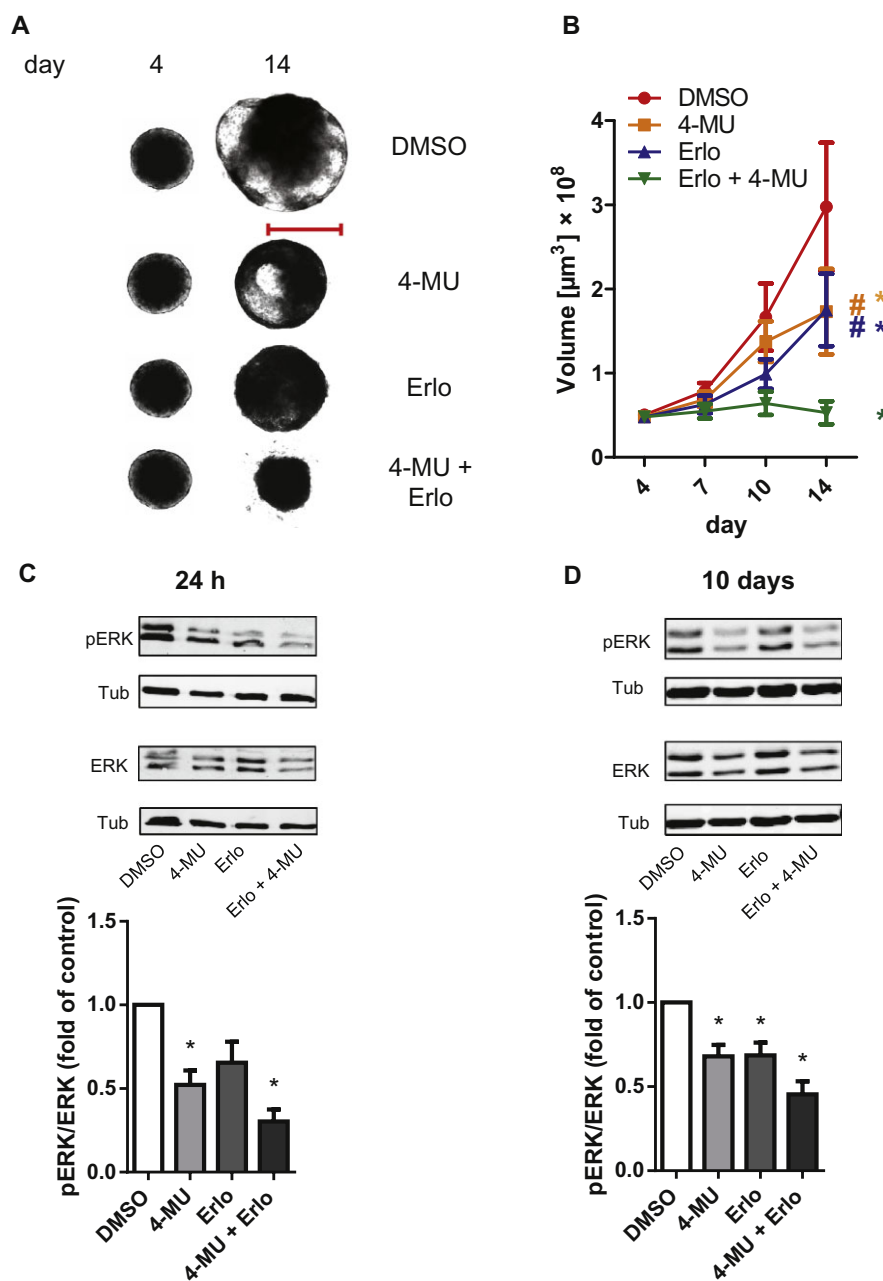 A
day 4 14
DMSO
4-MU
Erlo
4-MU +
Erlo
B
DMSO
4-MU
Erlo
Erlo + 4-MU
Volume [µm³] × 10⁸
4
3
2
1
0
# *
# *
*
4 7 10 14
day
C
24 h
pERK
Tub
ERK
Tub
DMSO 4-MU Erlo Erlo + 4-MU
pERK/ERK (fold of control)
1.5
1.0
0.5
0.0
* *
DMSO 4-MU Erlo 4-MU + Erlo
D
10 days
pERK
Tub
ERK
Tub
DMSO 4-MU Erlo Erlo + 4-MU
pERK/ERK (fold of control)
1.5
1.0
0.5
0.0
* * *
DMSO 4-MU Erlo 4-MU + Erlo